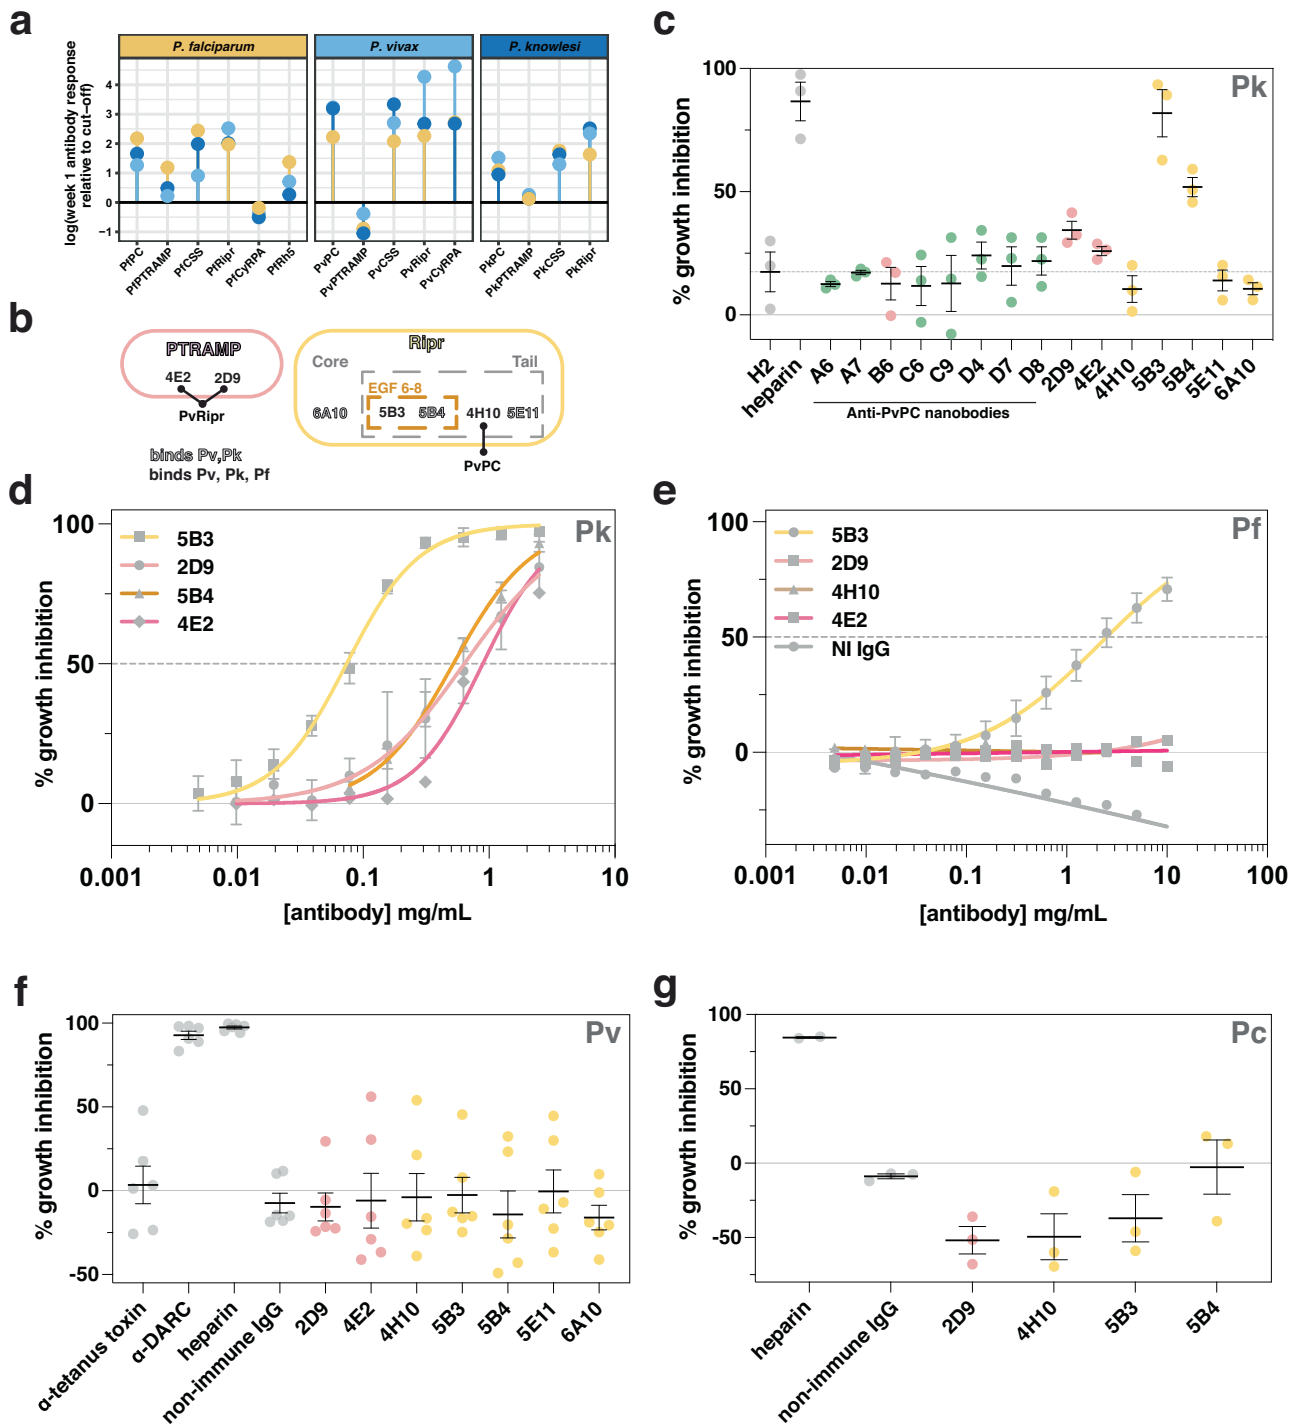 a
P. falciparum
P. vivax
P. knowlesi
log(week 1 antibody response
relative to cut−off)
4
3
2
1
0
−1
PfPC
PfPTRAMP
PfCSS
PfRipr
PfCyRPA
PfRh5
PvPC
PvPTRAMP
PvCSS
PvRipr
PvCyRPA
PkPC
PkPTRAMP
PkCSS
PkRipr
b
PTRAMP
4E2
2D9
PvRipr
binds Pv,Pk
binds Pv, Pk, Pf
Ripr
Core
Tail
EGF 6-8
6A10
5B3
5B4
4H10
5E11
PvPC
c
Pk
% growth inhibition
100
50
0
H2
heparin
A6
A7
B6
C6
C9
D4
D7
D8
2D9
4E2
4H10
5B3
5B4
5E11
6A10
Anti-PvPC nanobodies
d
Pk
% growth inhibition
100
50
0
5B3
2D9
5B4
4E2
0.001
0.01
0.1
1
10
[antibody] mg/mL
e
Pf
% growth inhibition
100
50
0
5B3
2D9
4H10
4E2
NI IgG
0.001
0.01
0.1
1
10
100
[antibody] mg/mL
f
Pv
% growth inhibition
100
50
0
-50
α-tetanus toxin
α-DARC
heparin
non-immune IgG
2D9
4E2
4H10
5B3
5B4
5E11
6A10
g
Pc
% growth inhibition
100
50
0
-50
heparin
non-immune IgG
2D9
4H10
5B3
5B4